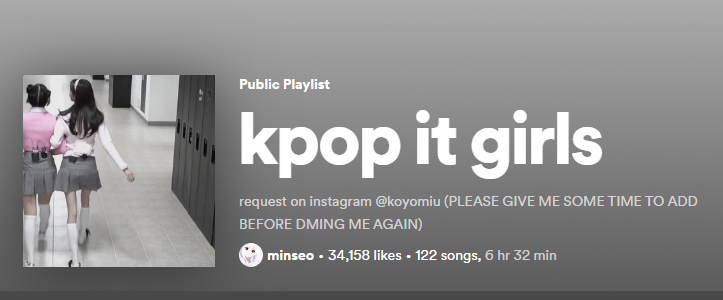 Public Playlist
kpop it girls
request on instagram @koyomiu (PLEASE GIVE ME SOME TIME TO ADD
BEFORE DMING ME AGAIN)
minseo • 34,158 likes • 122 songs, 6 hr 32 min